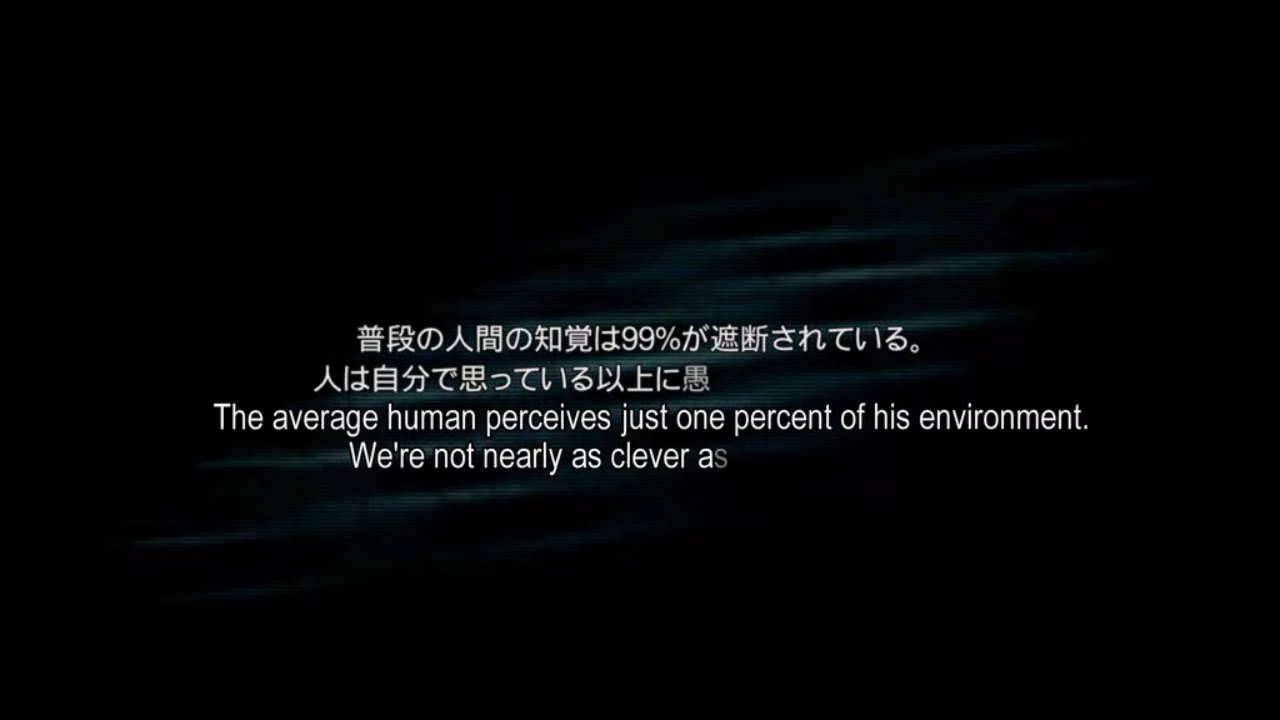 普段の人間の知覚は99%が遮断されている。
人は自分で思っている以上に愚
The average human perceives just one percent of his environment.
We're not nearly as clever as